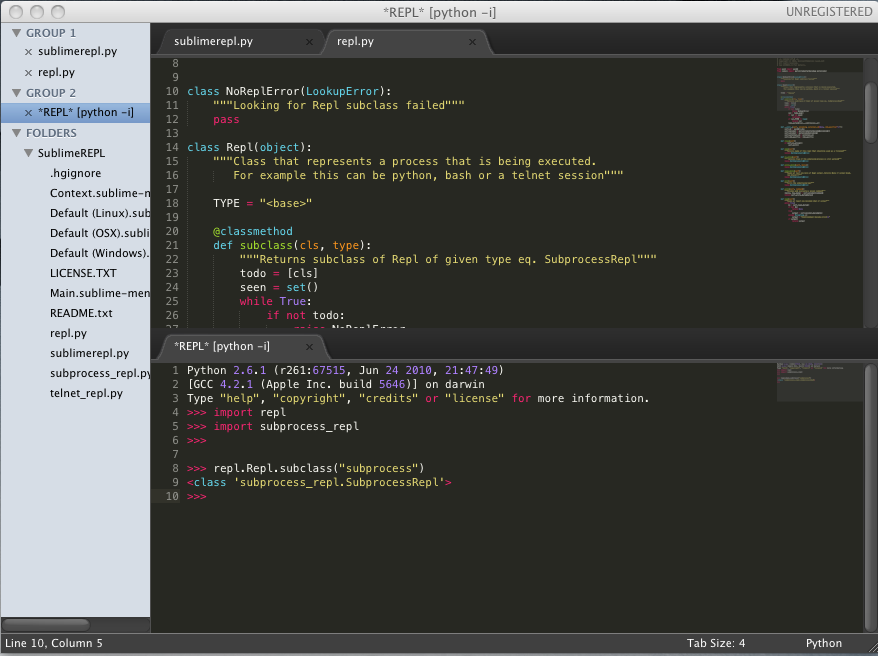 *REPL* [python -i]
UNREGISTERED
GROUP 1
sublimerepl.py
repl.py
GROUP 2
*REPL* [python -i]
FOLDERS
SublimeREPL
.hgignore
Context.sublime-m
Default (Linux).sub
Default (OSX).subli
Default (Windows).
LICENSE.TXT
Main.sublime-men
README.txt
repl.py
sublimerepl.py
subprocess_repl.py
telnet_repl.py
sublimerepl.py
repl.py
8
9
10 class NoReplError(LookupError):
11 """Looking for Repl subclass failed"""
12 pass
13
14 class Repl(object):
15 """Class that represents a process that is being executed.
16 For example this can be python, bash or a telnet session"""
17
18 TYPE = "<base>"
19
20 @classmethod
21 def subclass(cls, type):
22 """Returns subclass of Repl of given type eq. SubprocessRepl"""
23 todo = [cls]
24 seen = set()
25 while True:
26 if not todo:
27 raise NoReplError
*REPL* [python -i]
1 Python 2.6.1 (r261:67515, Jun 24 2010, 21:47:49)
2 [GCC 4.2.1 (Apple Inc. build 5646)] on darwin
3 Type "help", "copyright", "credits" or "license" for more information.
4 >>> import repl
5 >>> import subprocess_repl
6 >>>
7
8 >>> repl.Repl.subclass("subprocess")
9 <class 'subprocess_repl.SubprocessRepl'>
10 >>>
Line 10, Column 5
Tab Size: 4
Python